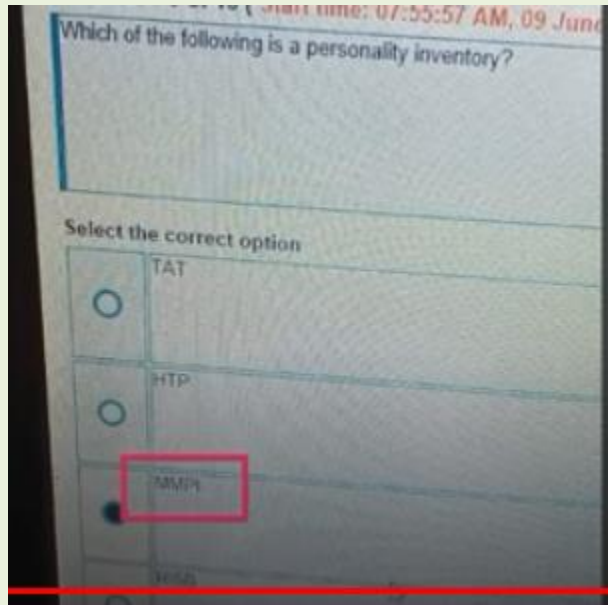 Start time: 07:55:57 AM, 09 June
Which of the following is a personality inventory?
Select the correct option
TAT
HTP
MMPI